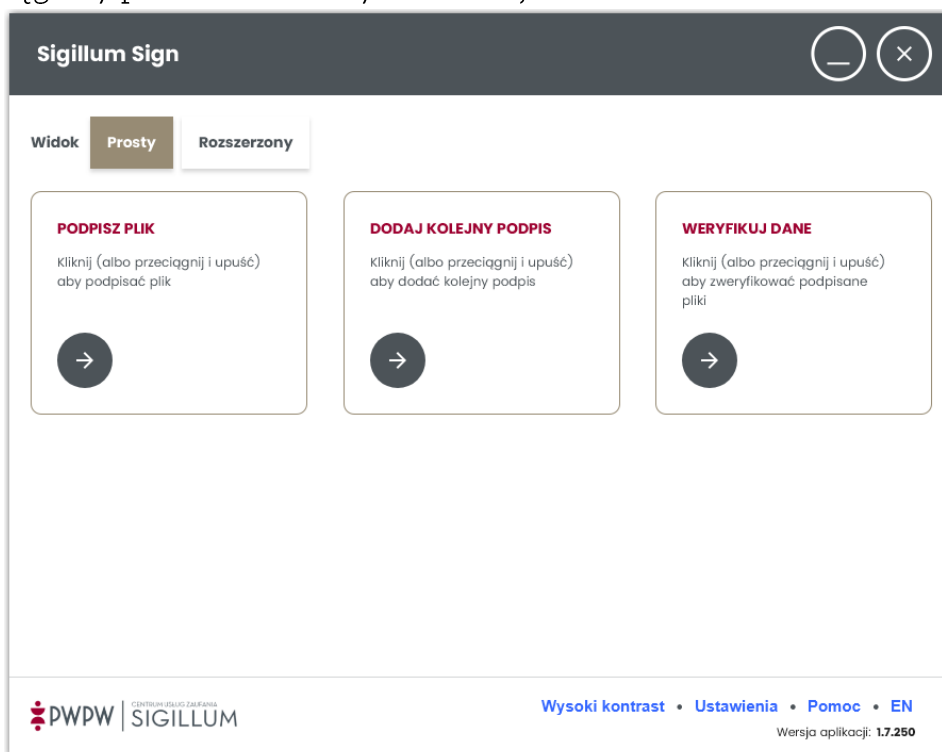 Sigillum Sign
Widok Prosty Rozszerzony
PODPISZ PLIK
Kliknij (albo przeciągnij i upuść)
aby podpisać plik
DODAJ KOLEJNY PODPIS
Kliknij (albo przeciągnij i upuść)
aby dodać kolejny podpis
WERYFIKUJ DANE
Kliknij (albo przeciągnij i upuść)
aby zweryfikować podpisane
pliki
PWPW
CENTRUM USŁUG ZAUFANIA
SIGILLUM
Wysoki kontrast • Ustawienia • Pomoc • EN
Wersja aplikacji: 1.7.250